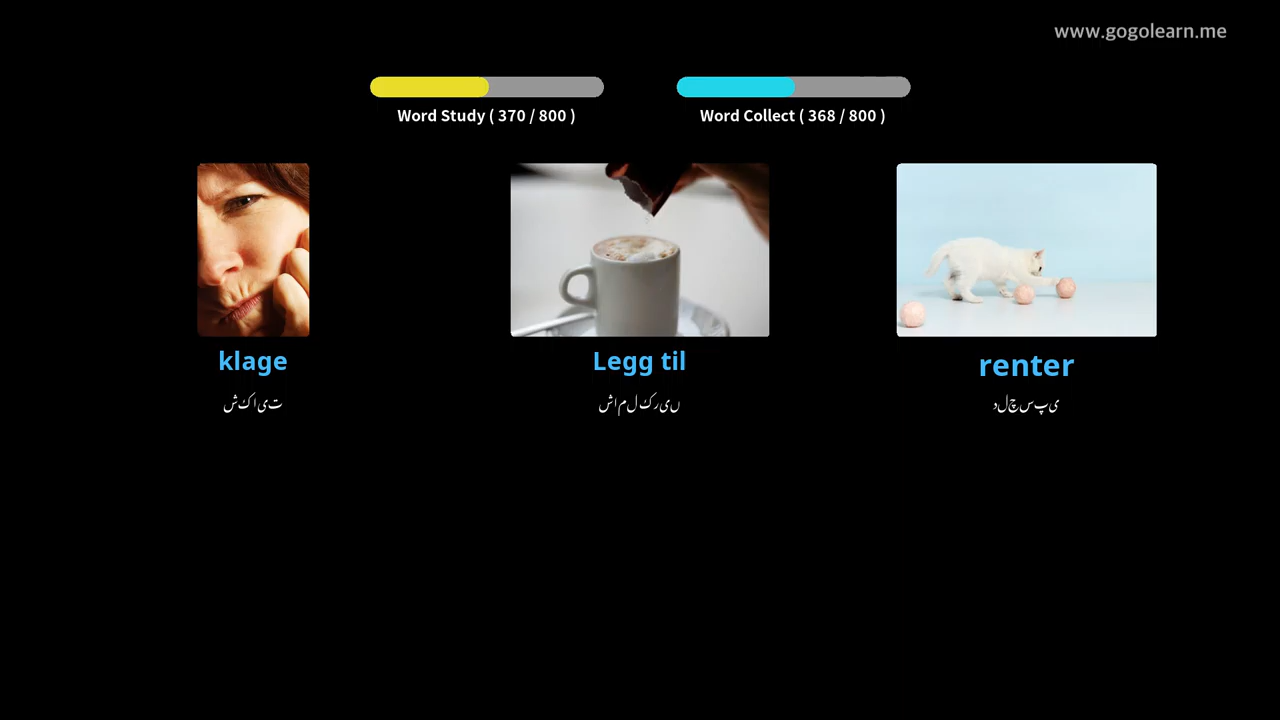 www.gogolearn.me
Word Study ( 370 / 800 )
Word Collect ( 368 / 800 )
klage
Legg til
renter
شکایت
شامل کریں
دلچسپی